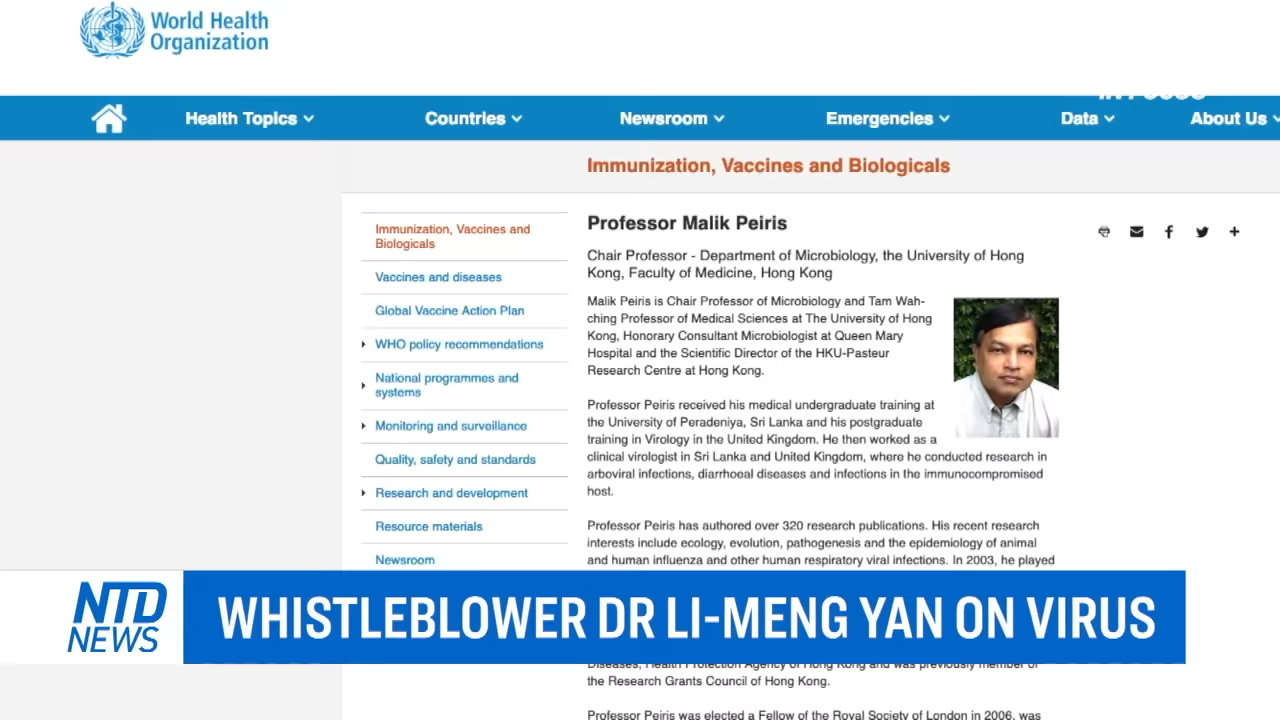 World Health
Organization
Health Topics
Countries
Newsroom
Emergencies
Data
About Us
Immunization, Vaccines and Biologicals
Immunization, Vaccines and
Biologicals
Vaccines and diseases
Global Vaccine Action Plan
WHO policy recommendations
National programmes and
systems
Monitoring and surveillance
Quality, safety and standards
Research and development
Resource materials
Newsroom
Professor Malik Peiris
Chair Professor - Department of Microbiology, the University of Hong
Kong, Faculty of Medicine, Hong Kong
Malik Peiris is Chair Professor of Microbiology and Tam Wah-
ching Professor of Medical Sciences at The University of Hong
Kong, Honorary Consultant Microbiologist at Queen Mary
Hospital and the Scientific Director of the HKU-Pasteur
Research Centre at Hong Kong.
Professor Peiris received his medical undergraduate training at
the University of Peradeniya, Sri Lanka and his postgraduate
training in Virology in the United Kingdom. He then worked as a
clinical virologist in Sri Lanka and United Kingdom, where he conducted research in
arboviral infections, diarrhoeal diseases and infections in the immunocompromised
host.
Professor Peiris has authored over 320 research publications. His recent research
interests include ecology, evolution, pathogenesis and the epidemiology of animal
and human influenza and other human respiratory viral infections. In 2003, he played
NTD
NEWS
WHISTLEBLOWER DR LI-MENG YAN ON VIRUS
Diseases, Health Protection Agency of Hong Kong and was previously member of
the Research Grants Council of Hong Kong.
Professor Peiris was elected a Fellow of the Royal Society of London in 2006, was